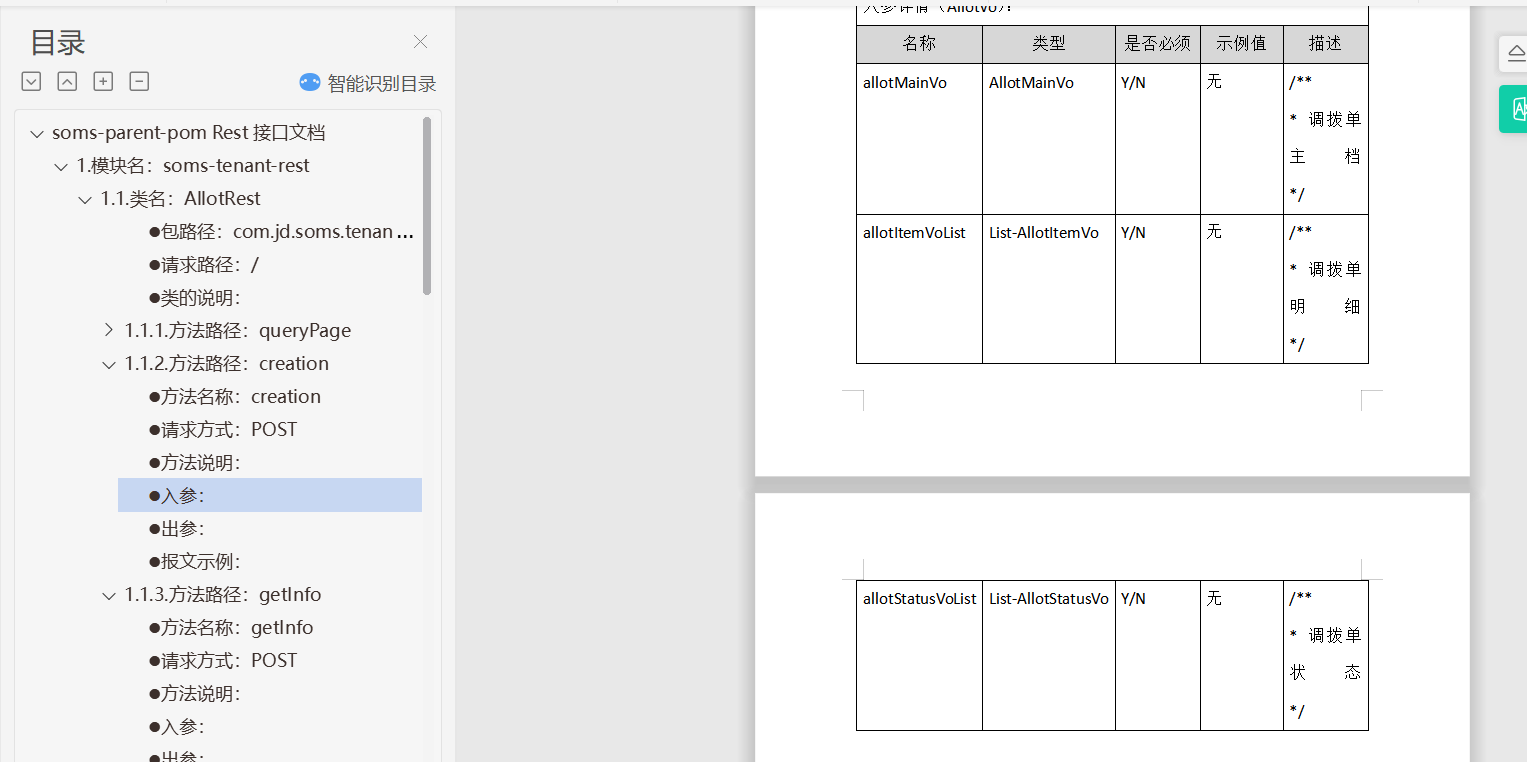 目录
智能识别目录
soms-parent-pom Rest 接口文档
1.模块名：soms-tenant-rest
1.1.类名：AllotRest
●包路径：com.jd.soms.tenan ...
●请求路径：/
●类的说明：
1.1.1.方法路径：queryPage
1.1.2.方法路径：creation
●方法名称：creation
●请求方式：POST
●方法说明：
●入参：
●出参：
●报文示例：
1.1.3.方法路径：getInfo
●方法名称：getInfo
●请求方式：POST
●方法说明：
●入参：
●出参：
入参详情（AllotVo）：
名称 类型 是否必须 示例值 描述
allotMainVo AllotMainVo Y/N 无 /**
* 调拨单
主 档
*/
allotItemVoList List-AllotItemVo Y/N 无 /**
* 调拨单
明 细
*/
allotStatusVoList List-AllotStatusVo Y/N 无 /**
* 调拨单
状 态
*/